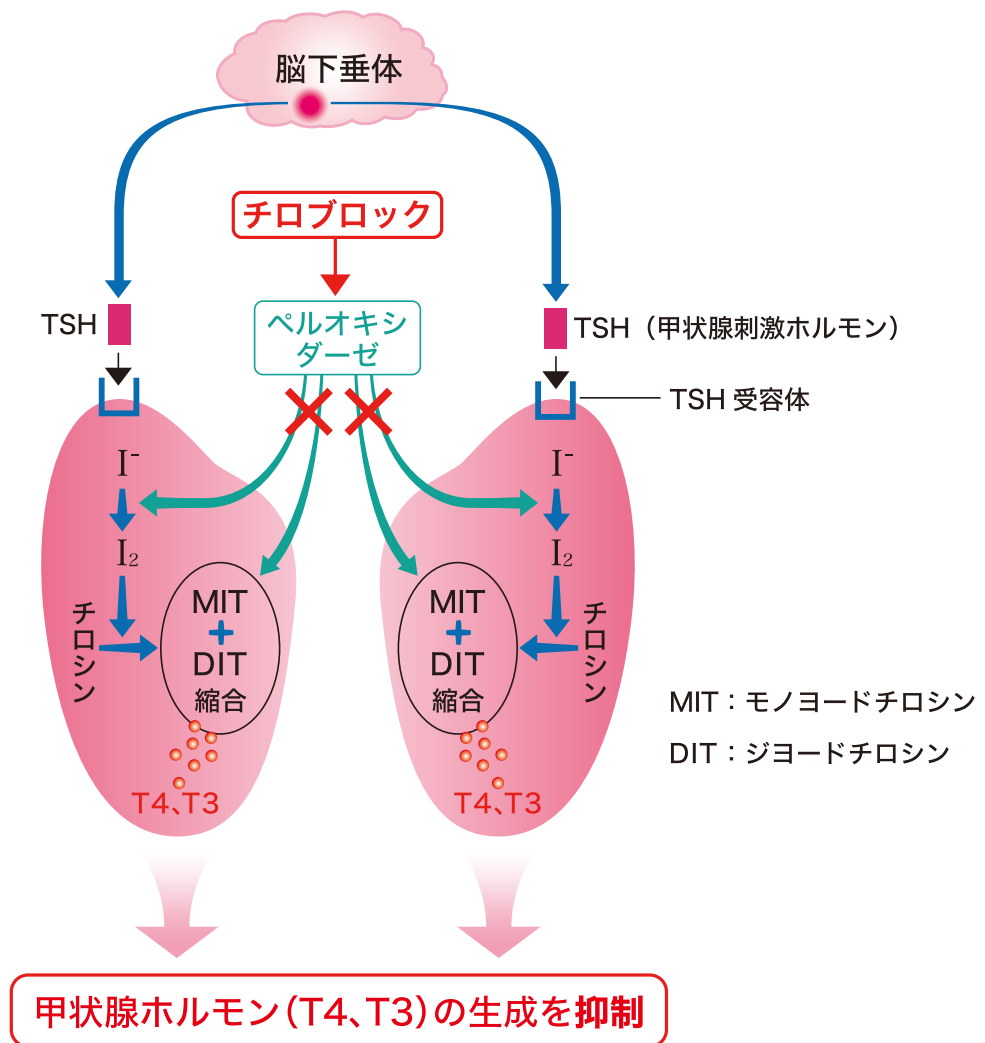 脳下垂体
チロブロック
ペルオキシ
ダーゼ
TSH
TSH（甲状腺刺激ホルモン）
TSH 受容体
I⁻
I₂
チロシン
MIT
+
DIT
縮合
T4、T3
I⁻
I₂
チロシン
MIT
+
DIT
縮合
T4、T3
MIT：モノヨードチロシン
DIT：ジヨードチロシン
甲状腺ホルモン（T4、T3）の生成を抑制